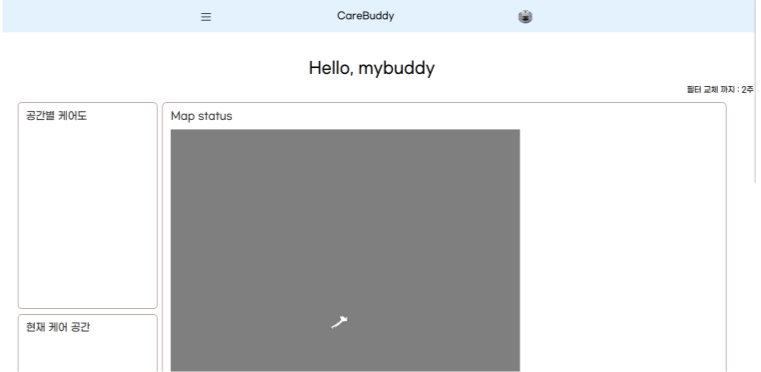 CareBuddy
Hello, mybuddy
필터 교체 까지 : 2주
공간별 케어도
Map status
현재 케어 공간